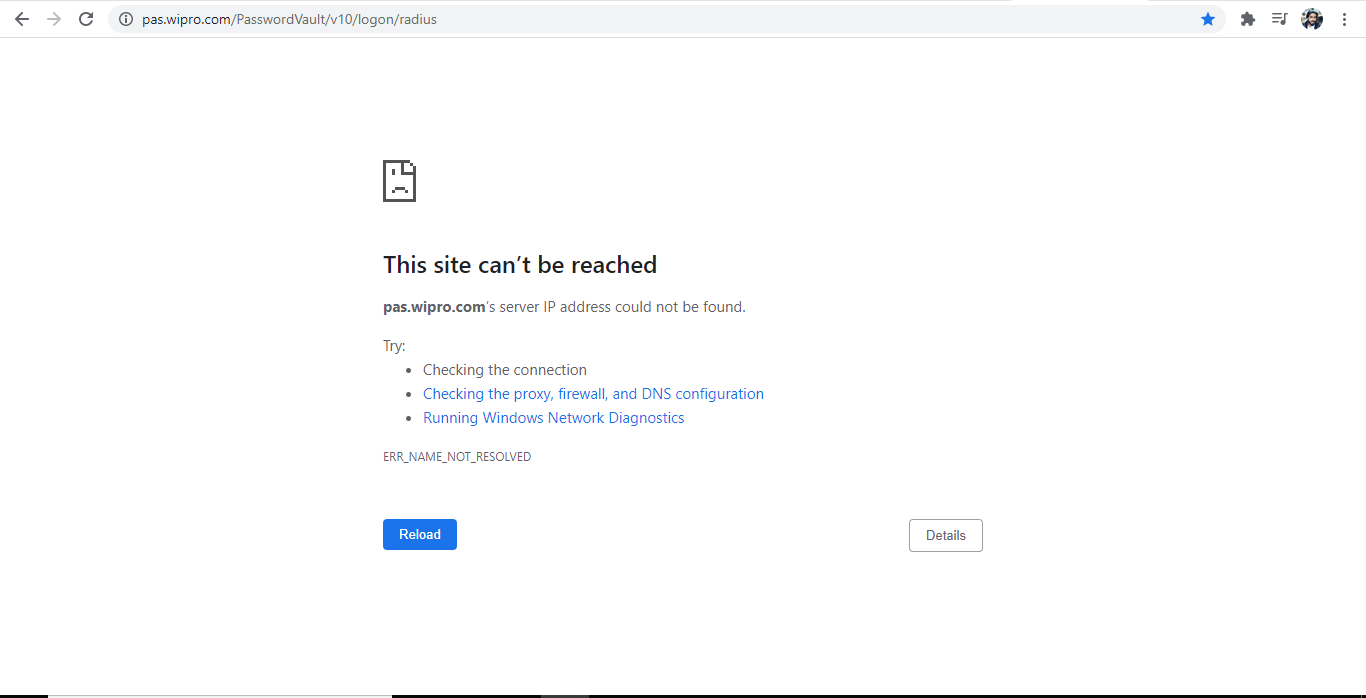 pas.wipro.com/PasswordVault/v10/logon/radius
This site can’t be reached
pas.wipro.com’s server IP address could not be found.
Try:
Checking the connection
Checking the proxy, firewall, and DNS configuration
Running Windows Network Diagnostics
ERR_NAME_NOT_RESOLVED
Reload
Details